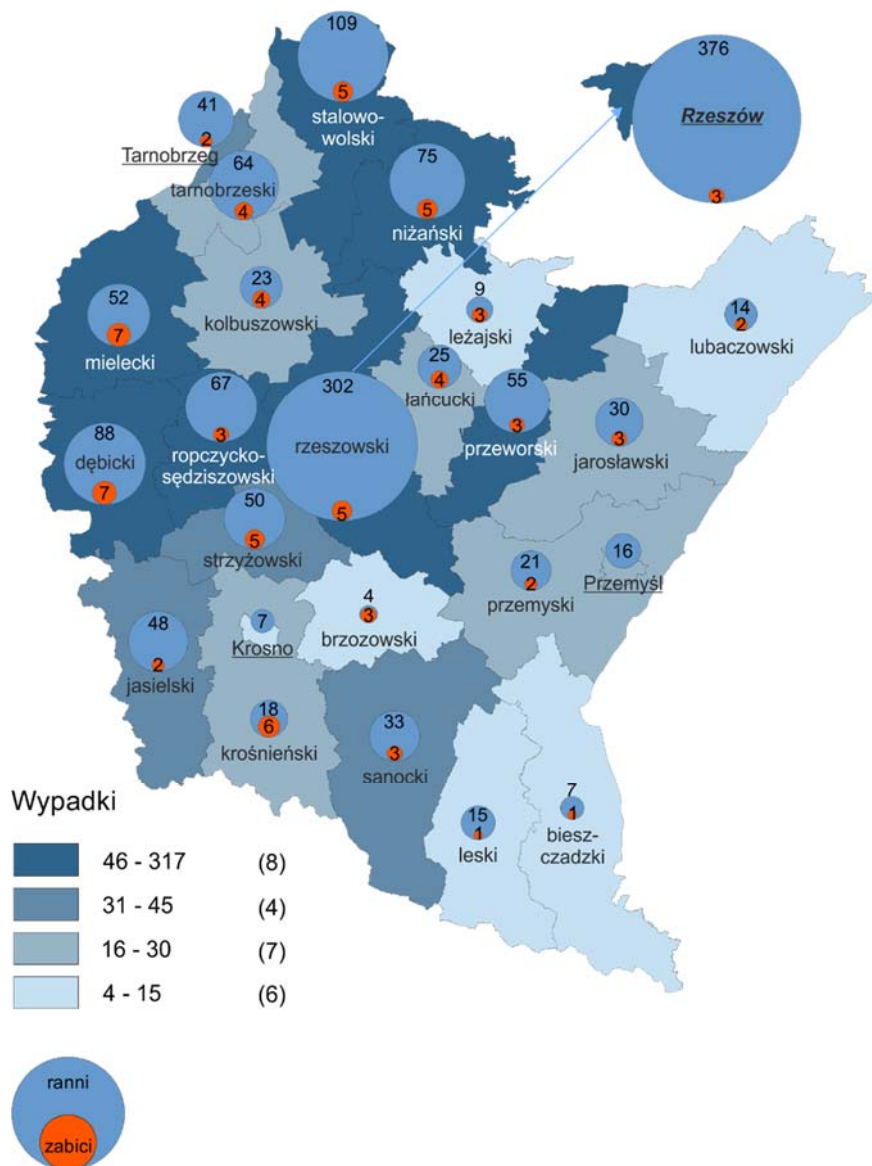 109
5
stalowo-
wolski
376
Rzeszów
3
41
2
Tarnobrzeg
64
tarnobrzeski
4
75
5
niżański
52
7
mielecki
23
4
kolbuszowski
9
3
leżajski
14
2
lubaczowski
67
3
ropczycko-
sędziszowski
302
rzeszowski
5
25
4
łańcucki
55
3
przeworski
30
3
jarosławski
88
dębicki
7
50
5
strzyżowski
21
2
przemyski
16
Przemyśl
48
2
jasielski
7
Krosno
4
3
brzozowski
18
6
krośnieński
33
3
sanocki
15
1
leski
7
1
biesz-
czadzki
Wypadki
46 - 317 (8)
31 - 45 (4)
16 - 30 (7)
4 - 15 (6)
ranni
zabici